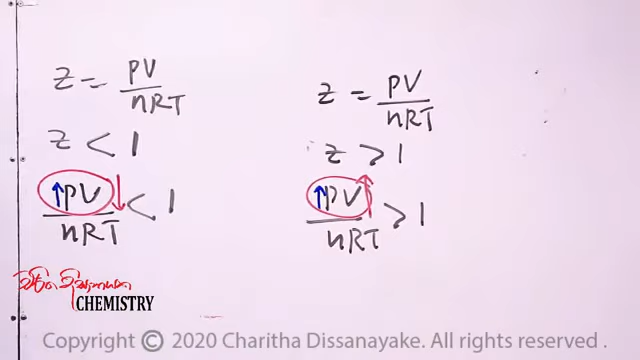 z = PV/nRT
z < 1
↑PV↓/nRT < 1
z = PV/nRT
z > 1
↑PV↑/nRT > 1
CHEMISTRY
Copyright © 2020 Charitha Dissanayake. All rights reserved .